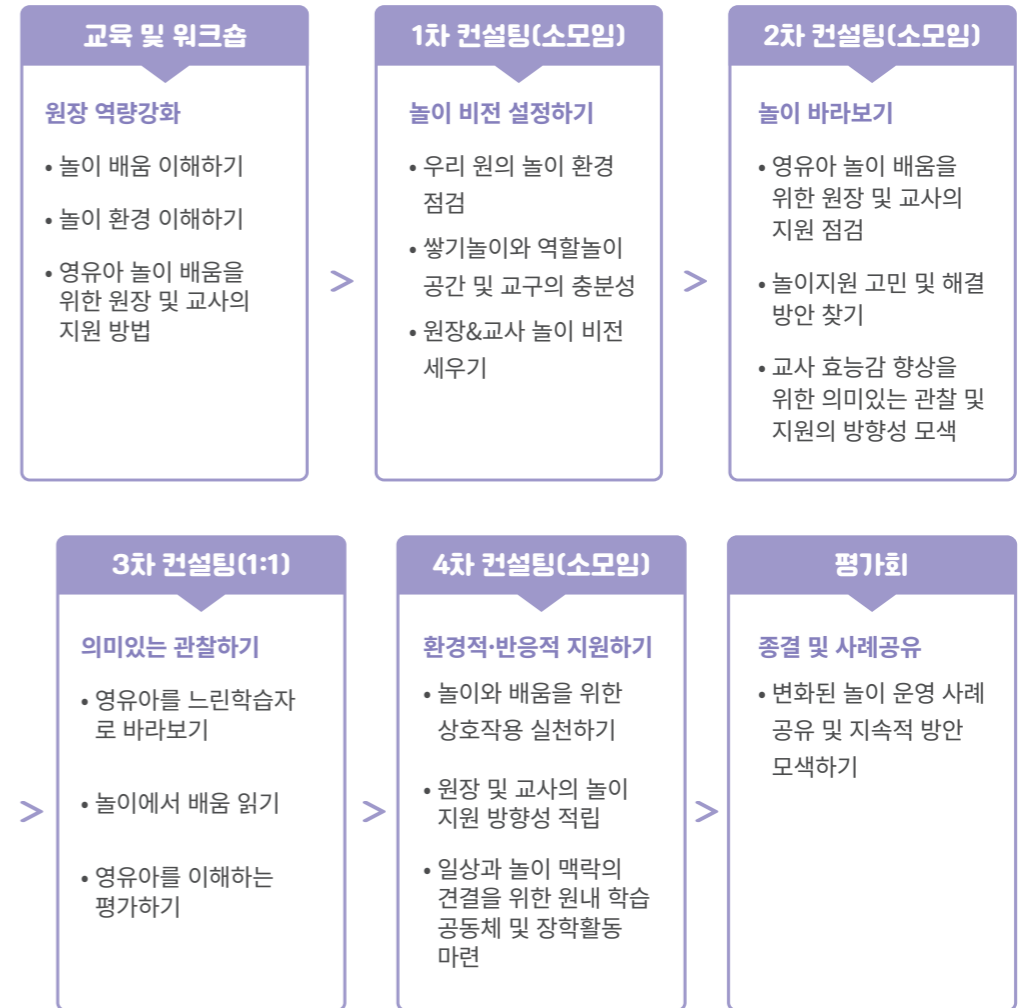 교육 및 워크숍
원장 역량강화
• 놀이 배움 이해하기
• 놀이 환경 이해하기
• 영유아 놀이 배움을
위한 원장 및 교사의
지원 방법
>
1차 컨설팅(소모임)
놀이 비전 설정하기
• 우리 원의 놀이 환경
점검
• 쌓기놀이와 역할놀이
공간 및 교구의 충분성
• 원장&교사 놀이 비전
세우기
>
2차 컨설팅(소모임)
놀이 바라보기
• 영유아 놀이 배움을
위한 원장 및 교사의
지원 점검
• 놀이지원 고민 및 해결
방안 찾기
• 교사 효능감 향상을
위한 의미있는 관찰 및
지원의 방향성 모색
>
3차 컨설팅(1:1)
의미있는 관찰하기
• 영유아를 느린학습자
로 바라보기
• 놀이에서 배움 읽기
• 영유아를 이해하는
평가하기
>
4차 컨설팅(소모임)
환경적·반응적 지원하기
• 놀이와 배움을 위한
상호작용 실천하기
• 원장 및 교사의 놀이
지원 방향성 적립
• 일상과 놀이 맥락의
견결을 위한 원내 학습
공동체 및 장학활동
마련
>
평가회
종결 및 사례공유
• 변화된 놀이 운영 사례
공유 및 지속적 방안
모색하기